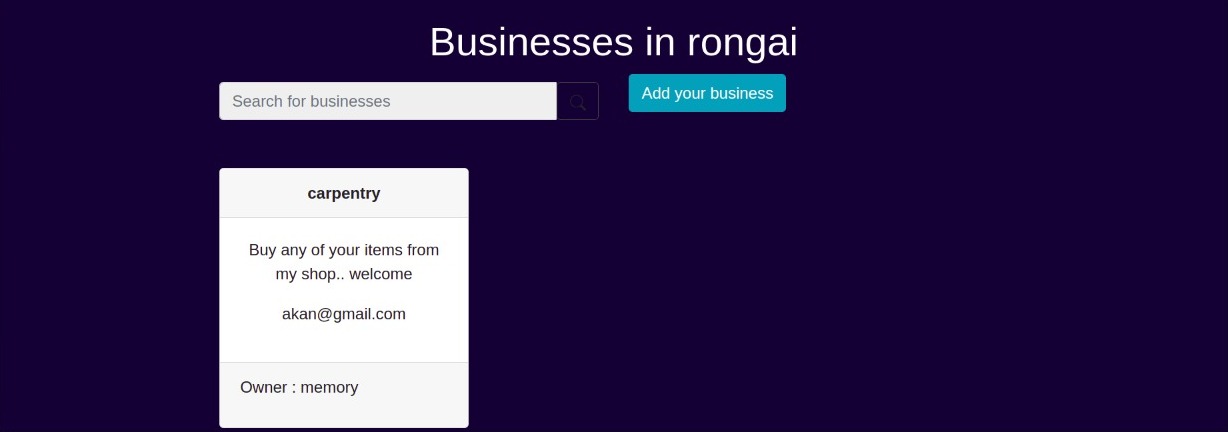 Businesses in rongai
Search for businesses
Add your business
carpentry
Buy any of your items from
my shop.. welcome
akan@gmail.com
Owner : memory